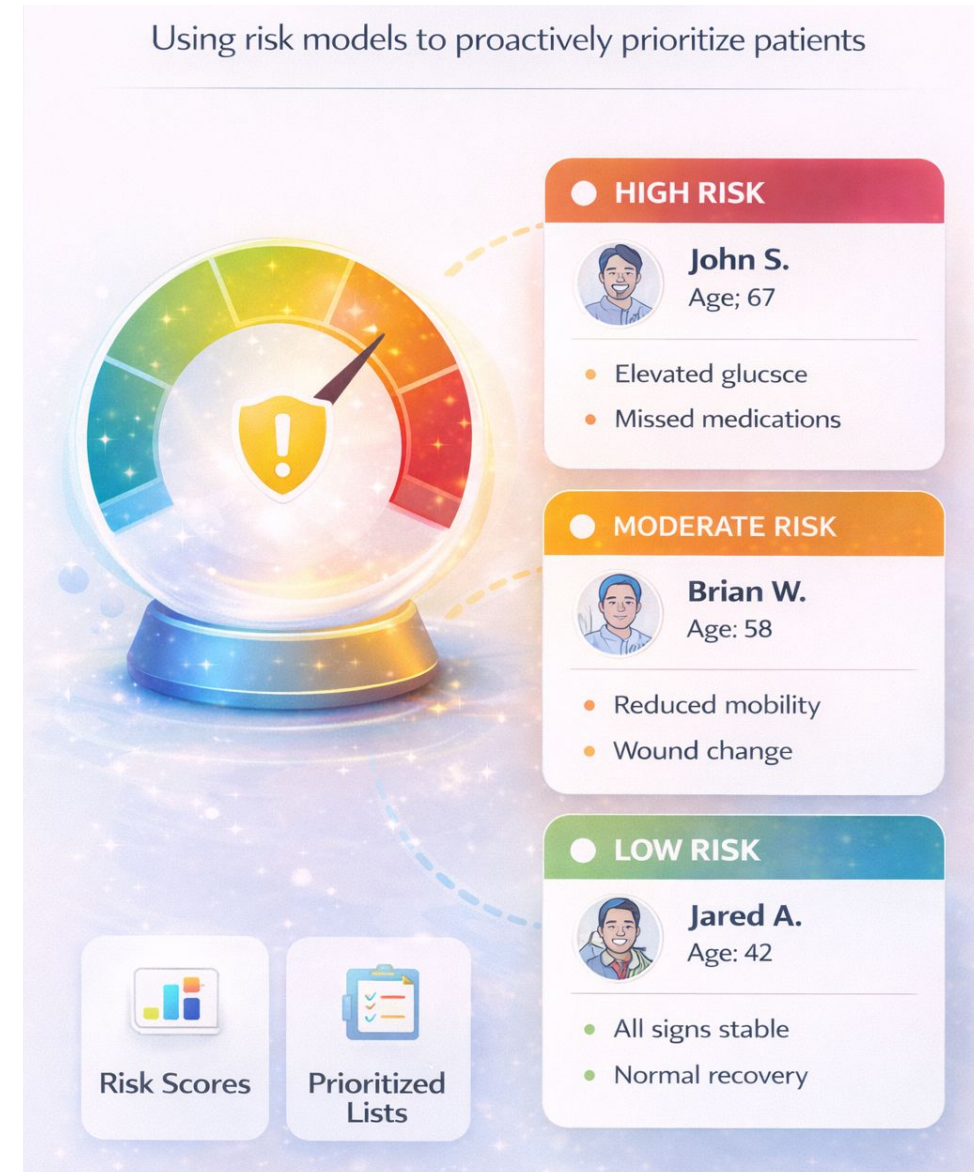 Using risk models to proactively prioritize patients
HIGH RISK
John S.
Age; 67
Elevated glucsce
Missed medications
MODERATE RISK
Brian W.
Age: 58
Reduced mobility
Wound change
LOW RISK
Jared A.
Age: 42
All signs stable
Normal recovery
Risk Scores
Prioritized
Lists